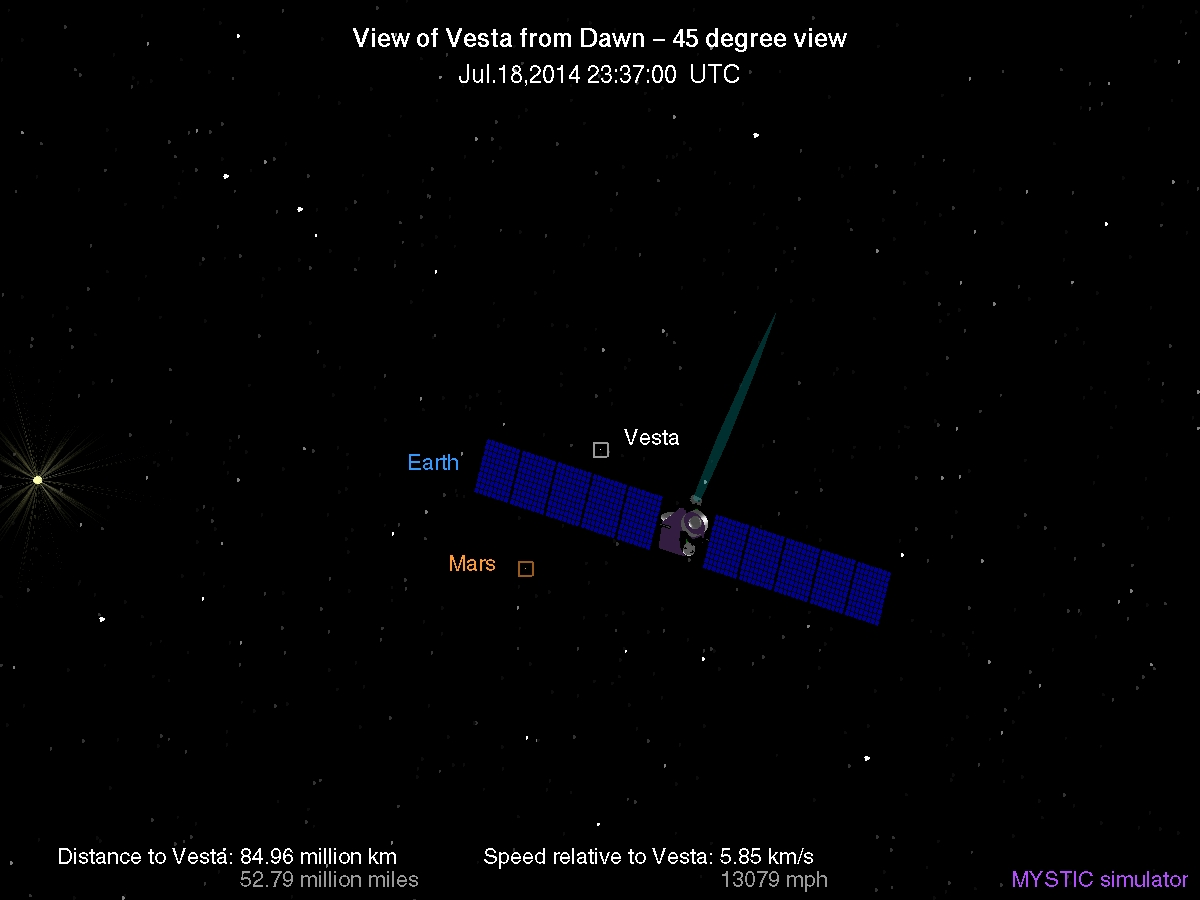 View of Vesta from Dawn – 45 degree view
Jul.18,2014 23:37:00 UTC
Vesta
Earth
Mars
Distance to Vesta: 84.96 million km
52.79 million miles
Speed relative to Vesta: 5.85 km/s
13079 mph
MYSTIC simulator